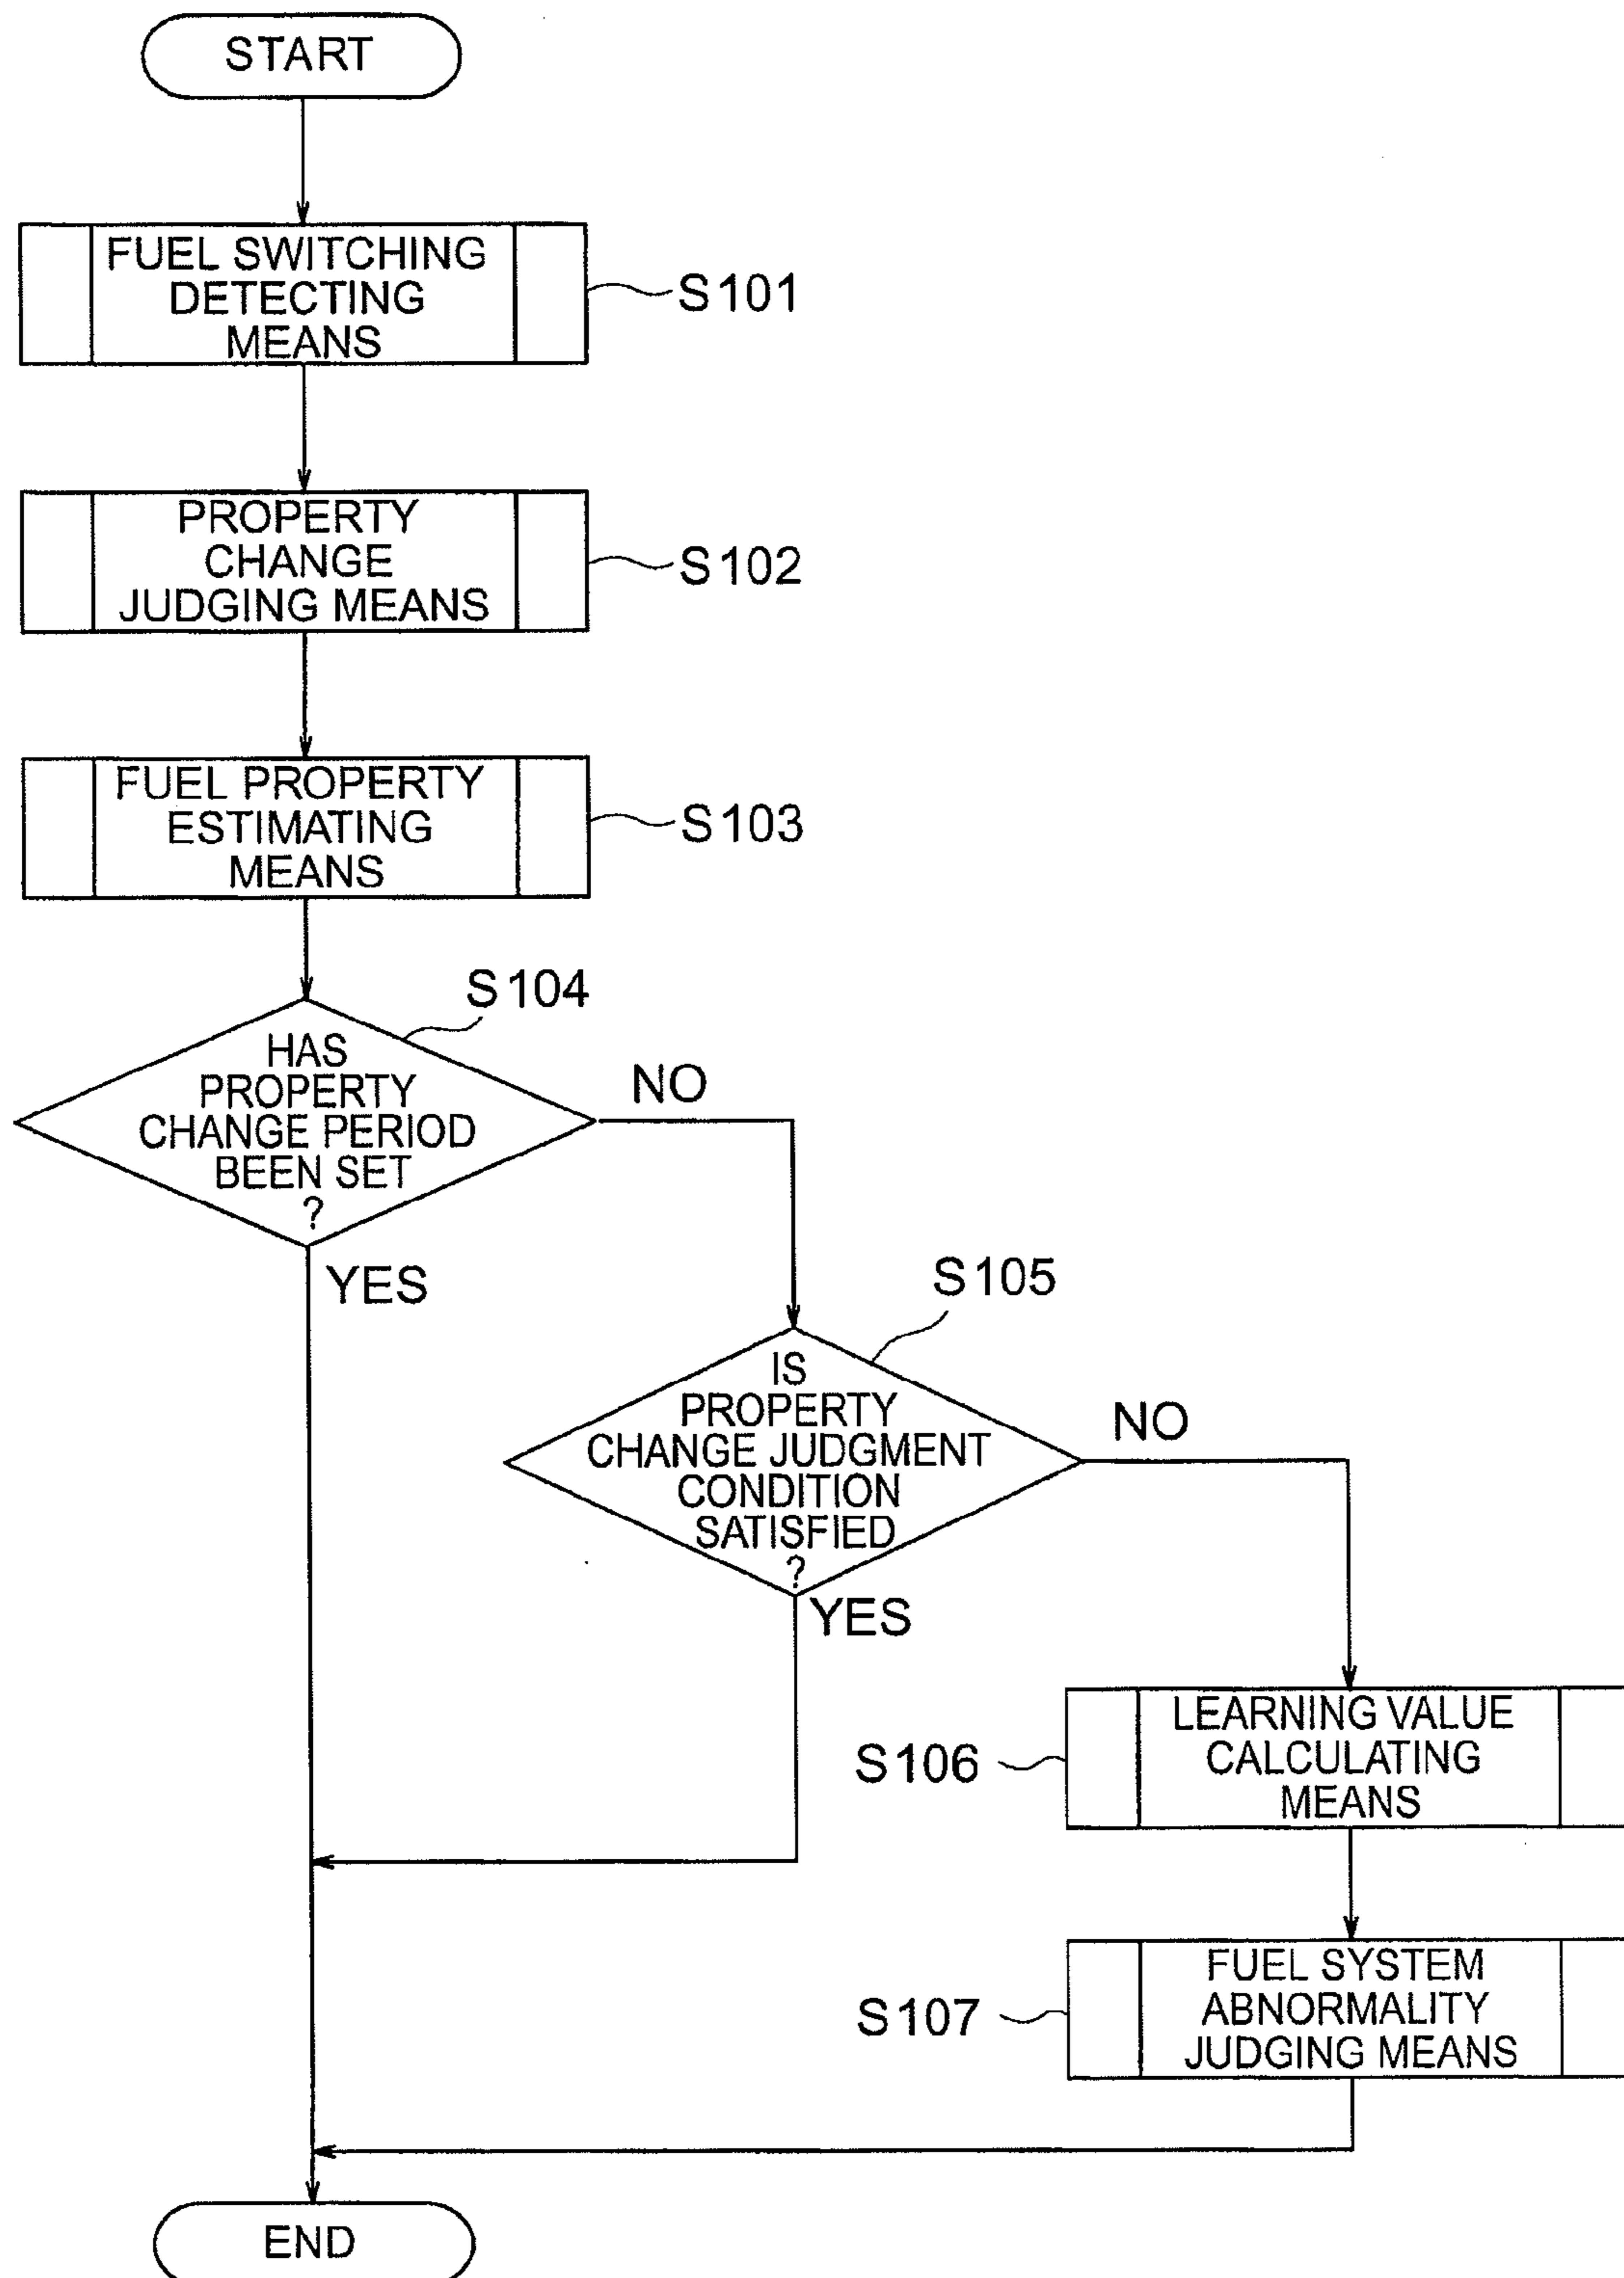 START
FUEL SWITCHING
DETECTING
MEANS
S101
PROPERTY
CHANGE
JUDGING MEANS
S102
FUEL PROPERTY
ESTIMATING
MEANS
S103
S104
HAS
PROPERTY
CHANGE PERIOD
BEEN SET
?
NO
YES
S105
IS
PROPERTY
CHANGE JUDGMENT
CONDITION
SATISFIED
?
NO
YES
S106
LEARNING VALUE
CALCULATING
MEANS
S107
FUEL SYSTEM
ABNORMALITY
JUDGING MEANS
END